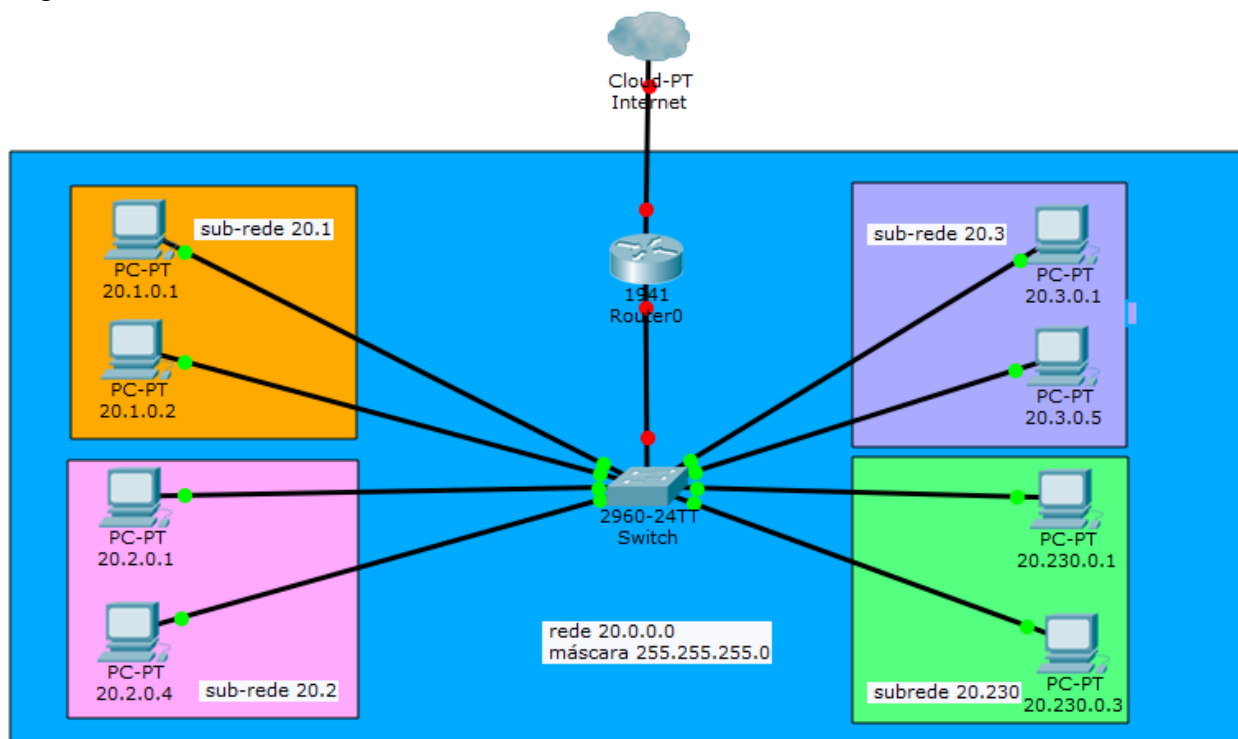 Cloud-PT
Internet
sub-rede 20.1
PC-PT
20.1.0.1
PC-PT
20.1.0.2
1941
Router0
sub-rede 20.3
PC-PT
20.3.0.1
PC-PT
20.3.0.5
PC-PT
20.2.0.1
PC-PT
20.2.0.4
sub-rede 20.2
2960-24TT
Switch
rede 20.0.0.0
máscara 255.255.255.0
PC-PT
20.230.0.1
subrede 20.230
PC-PT
20.230.0.3